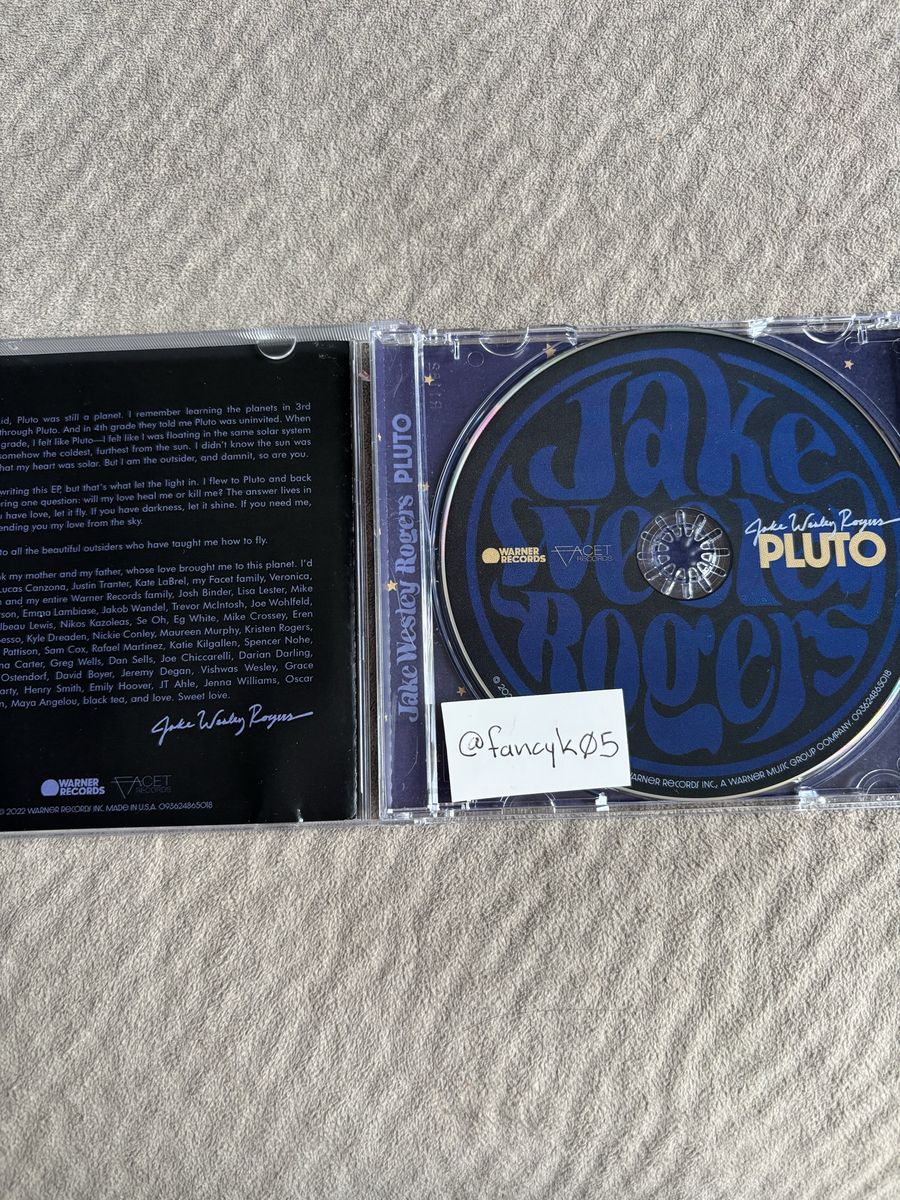 id, Pluto was still a planet. I remember learning the planets in 3rd
through Pluto. And in 4th grade they told me Pluto was uninvited. When
grade, I felt like Pluto—I felt like I was floating in the same solar system
somehow the coldest, furthest from the sun. I didn't know the sun was
hat my heart was solar. But I am the outsider, and damnit, so are you.
writing this EP, but that's what let the light in. I flew to Pluto and back
ring one question: will my love heal me or kill me? The answer lives in
u have love, let it fly. If you have darkness, let it shine. If you need me,
ending you my love from the sky.
to all the beautiful outsiders who have taught me how to fly.
nk my mother and my father, whose love brought me to this planet. I'd
Lucas Canzona, Justin Tranter, Kate LaBrel, my Facet family, Veronica,
n and my entire Warner Records family, Josh Binder, Lisa Lester, Mike
rson, Emma Lambiase, Jakob Wandel, Trevor McIntosh, Joe Wohlfeld,
lbeau Lewis, Nikos Kazoleas, Se Oh, Eg White, Mike Crossey, Eren
esso, Kyle Dreaden, Nickie Conley, Maureen Murphy, Kristen Rogers,
Pattison, Sam Cox, Rafael Martinez, Katie Kilgallen, Spencer Nohe,
na Carter, Greg Wells, Dan Sells, Joe Chiccarelli, Darian Darling,
Ostendorf, David Boyer, Jeremy Degan, Vishwas Wesley, Grace
arty, Henry Smith, Emily Hoover, JT Ahle, Jenna Williams, Oscar
n, Maya Angelou, black tea, and love. Sweet love.
Jake Wesley Rogers
WARNER RECORDS
FACET RECORDS
© 2022 WARNER RECORDS INC. MADE IN U.S.A. 093624865018
Jake Wesley Rogers PLUTO
Jake
Wesley
Rogers
WARNER RECORDS
FACET RECORDS
Jake Wesley Rogers
PLUTO
WARNER RECORDS INC., A WARNER MUSIC GROUP COMPANY. 093624865018
@fancyk05